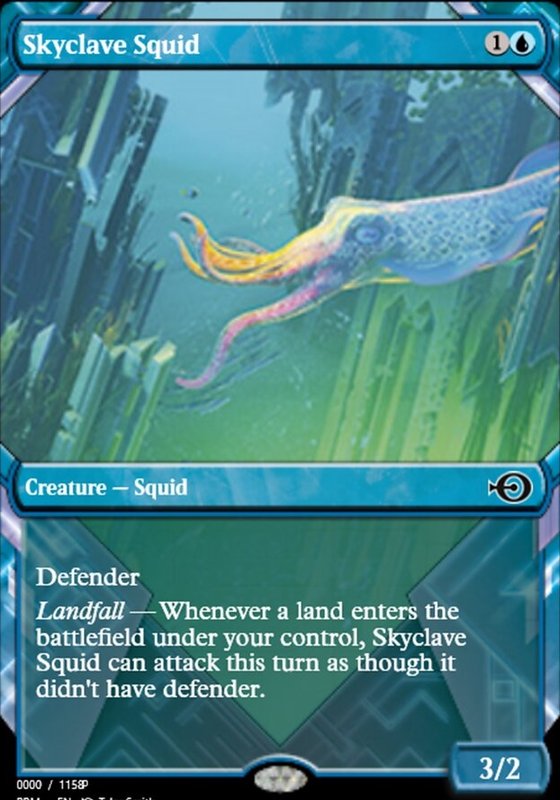 Skyclave Squid 1
Creature — Squid
Defender
Landfall — Whenever a land enters the
battlefield under your control, Skyclave
Squid can attack this turn as though it
didn't have defender.
3/2
0000 / 1158P